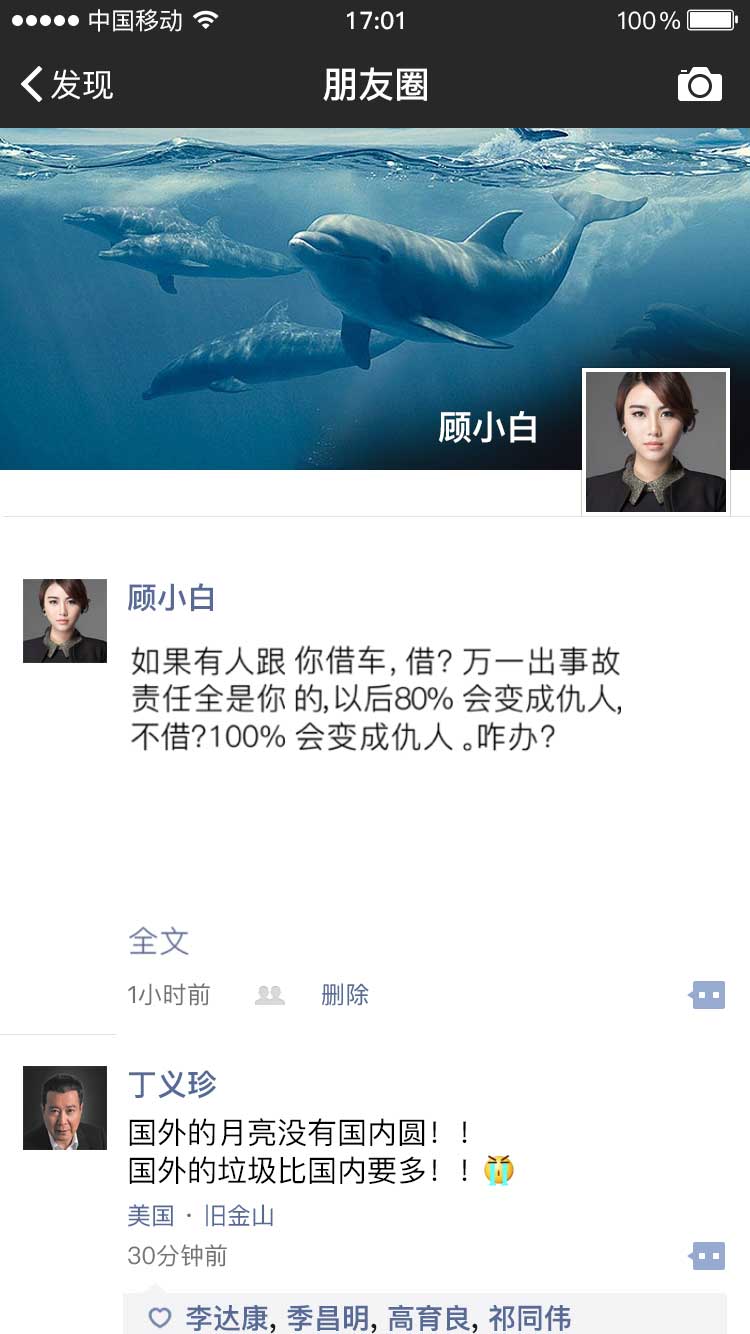 中国移动 17:01 100%
发现 朋友圈
顾小白
顾小白
如果有人跟 你借车, 借? 万一出事故
责任全是你 的,以后80% 会变成仇人,
不借?100% 会变成仇人 。咋办?
全文
1小时前 删除
丁义珍
国外的月亮没有国内圆！！
国外的垃圾比国内要多！！😭
美国 · 旧金山
30分钟前
李达康, 季昌明, 高育良, 祁同伟